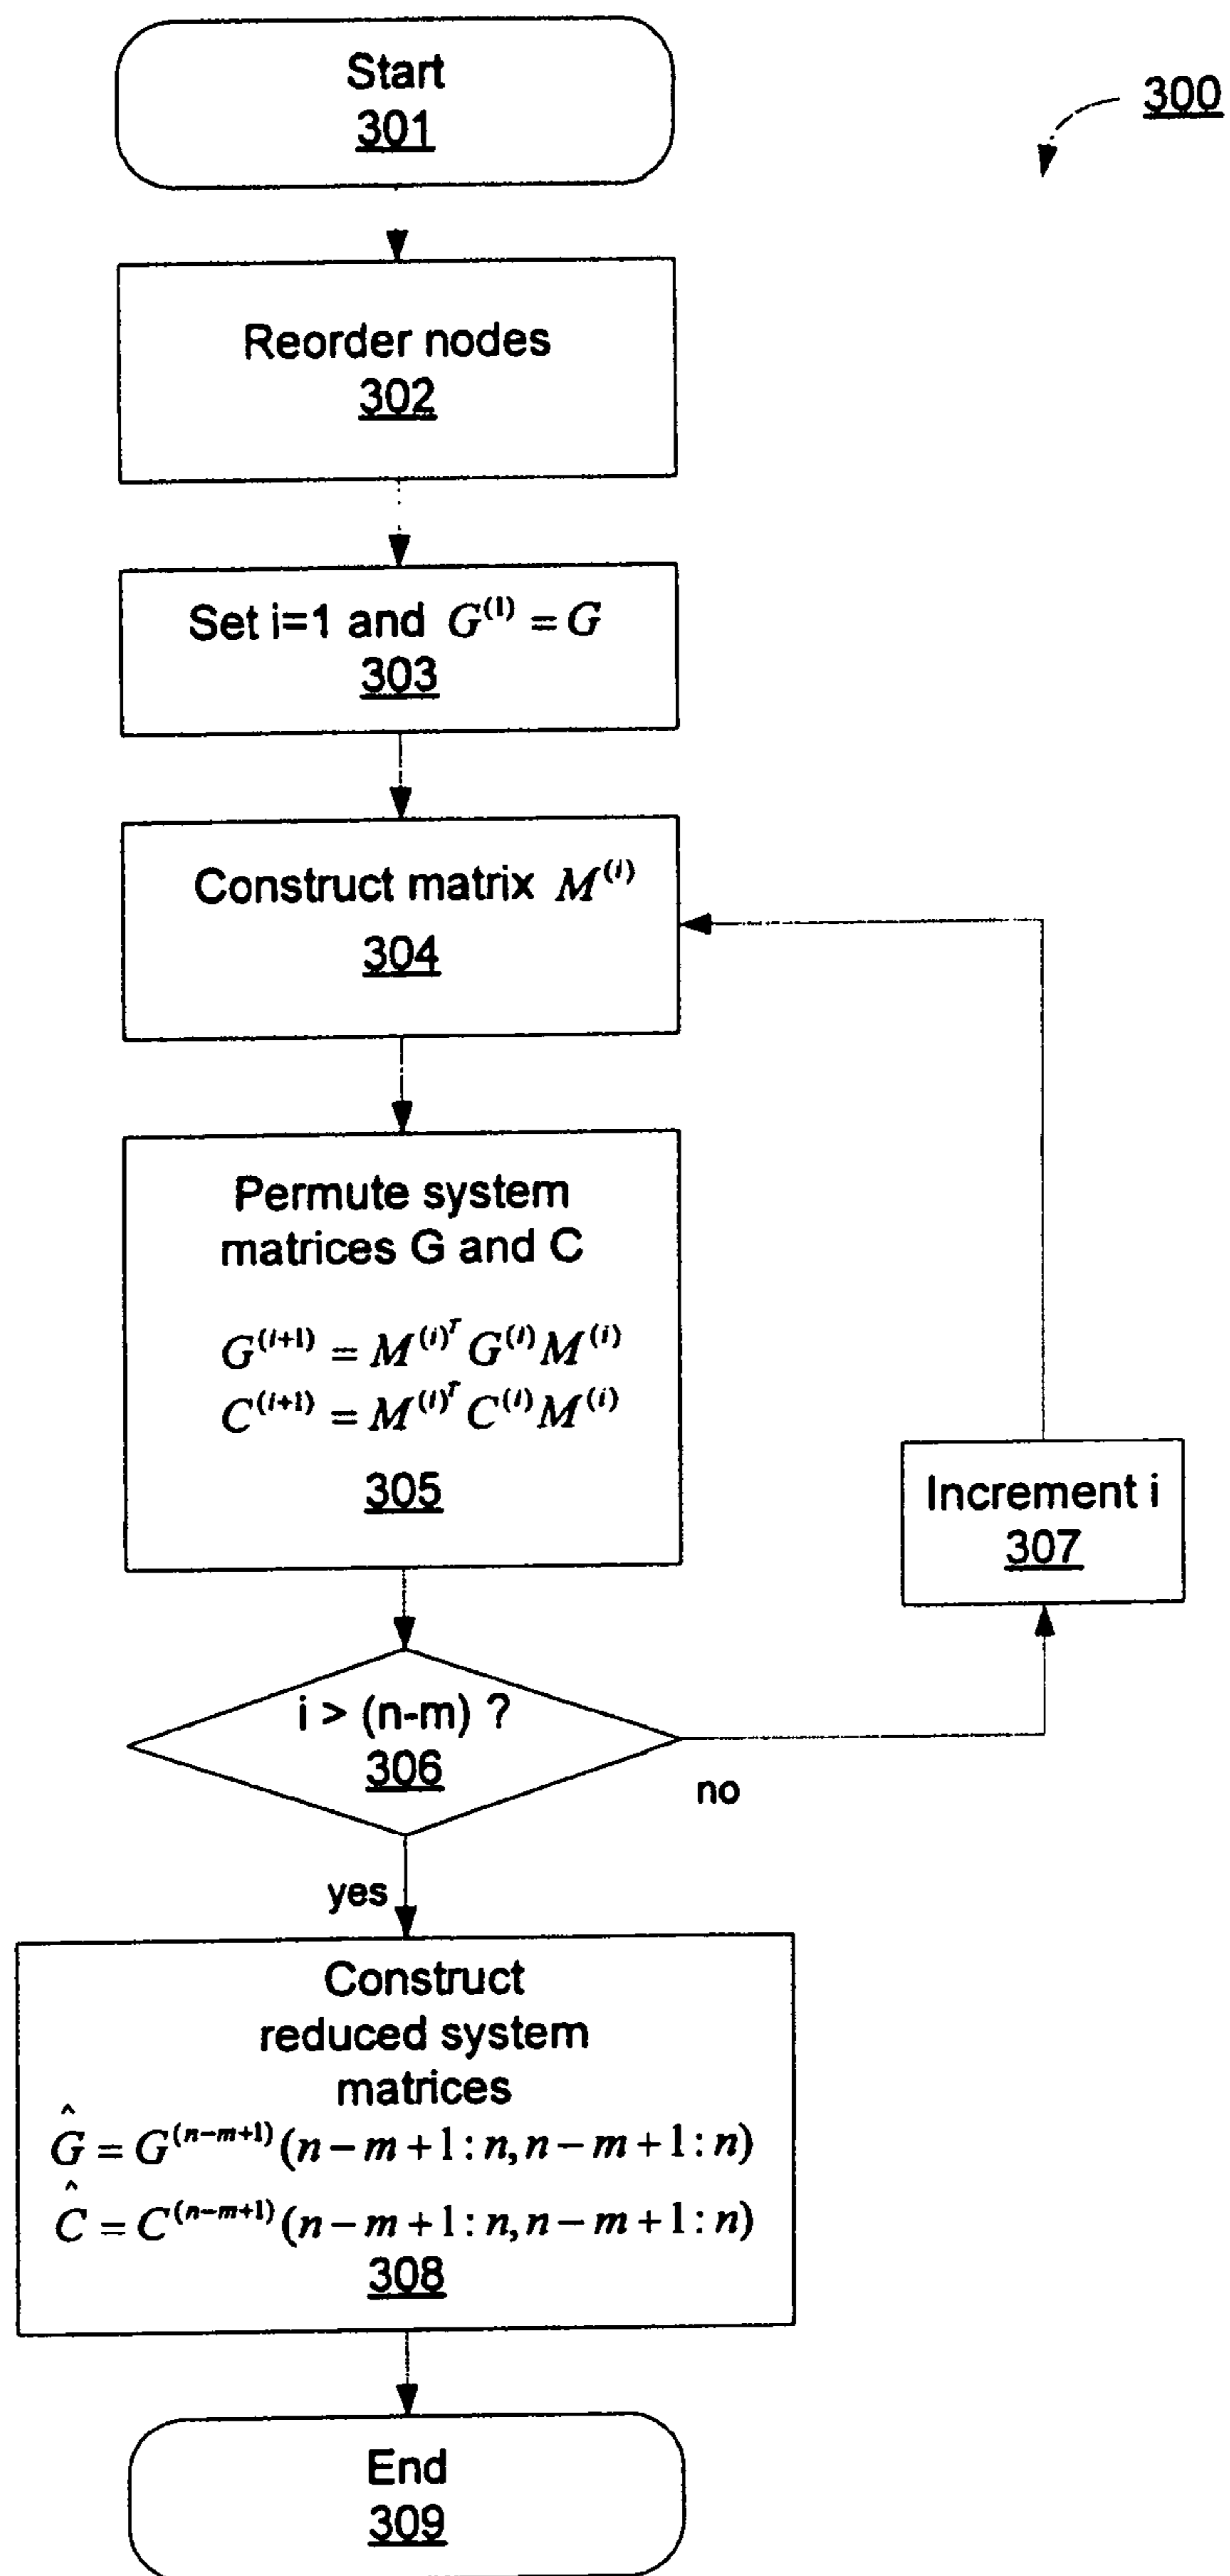 Start
301
300
Reorder nodes
302
Set i=1 and G^(1) = G
303
Construct matrix M^(i)
304
Permute system
matrices G and C
G^(i+1) = M^(i)^T G^(i) M^(i)
C^(i+1) = M^(i)^T C^(i) M^(i)
305
Increment i
307
i > (n-m) ?
306
no
yes
Construct
reduced system
matrices
Ĝ = G^(n-m+1) (n-m+1:n, n-m+1:n)
Ĉ = C^(n-m+1) (n-m+1:n, n-m+1:n)
308
End
309